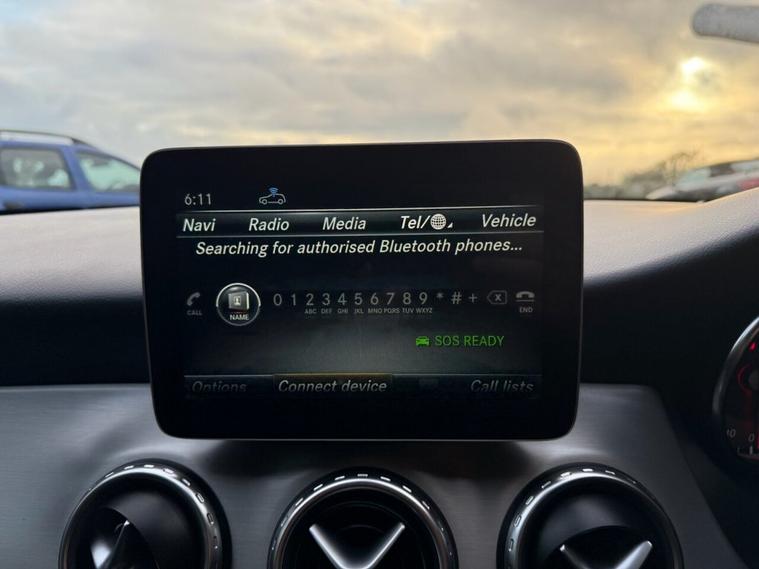 6:11
Navi Radio Media Tel/ Vehicle
Searching for authorised Bluetooth phones...
CALL NAME 0 1 2 3 4 5 6 7 8 9 * # + END
ABC DEF GHI JKL MNO PQRS TUV WXYZ
SOS READY
Options Connect device Call lists